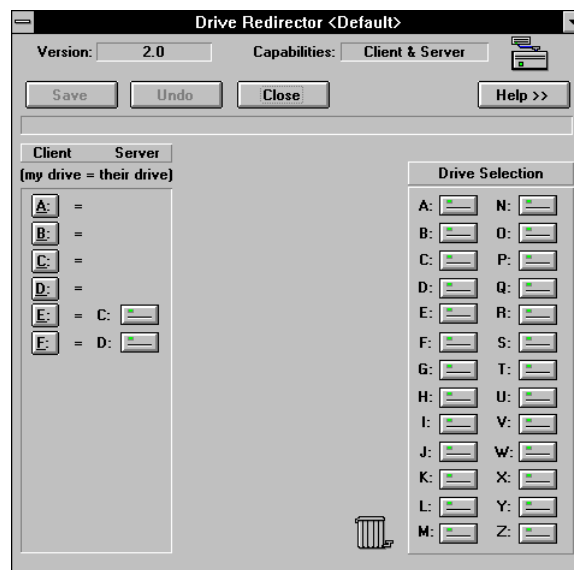 Drive Redirector <Default>
Version: 2.0 Capabilities: Client & Server
Save Undo Close Help >>
Client Server
(my drive = their drive)
A: =
B: =
C: =
D: =
E: = C:
F: = D:
Drive Selection
A: N:
B: O:
C: P:
D: Q:
E: R:
F: S:
G: T:
H: U:
I: V:
J: W:
K: X:
L: Y:
M: Z: